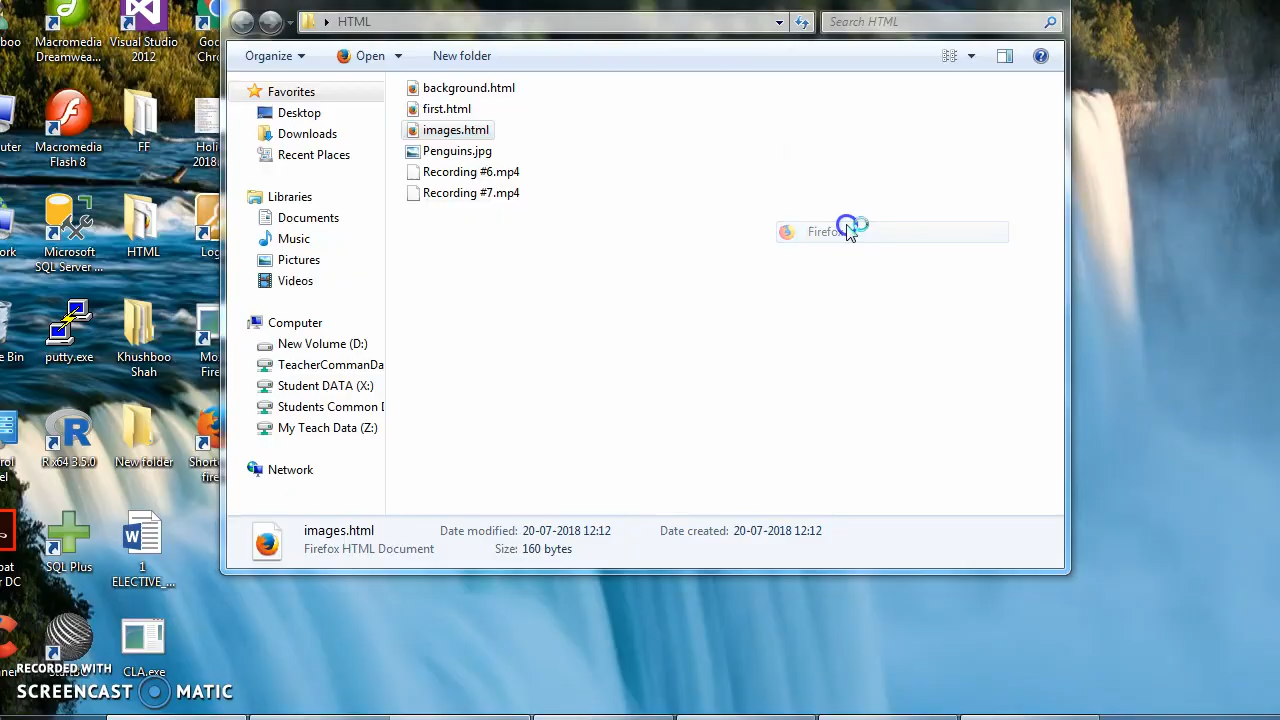 HTML
Search HTML
Organize
Open
New folder
Favorites
Desktop
Downloads
Recent Places
Libraries
Documents
Music
Pictures
Videos
Computer
New Volume (D:)
TeacherComman
Student DATA (X:)
Students Common
My Teach Data (Z:)
Network
background.html
first.html
images.html
Penguins.jpg
Recording #6.mp4
Recording #7.mp4
Firefox
images.html
Firefox HTML Document
Date modified: 20-07-2018 12:12
Size: 160 bytes
Date created: 20-07-2018 12:12
Macromedia
Dreamwea...
Visual Studio
2012
Macromedia
Flash 8
FF
2018
Microsoft
SQL Server ...
HTML
putty.exe
Khushboo
Shah
R x64 3.5.0
New folder
SQL Plus
1
ELECTIVE_...
CLA.exe
Bin
DC
RECORDED WITH
SCREENCAST MATIC